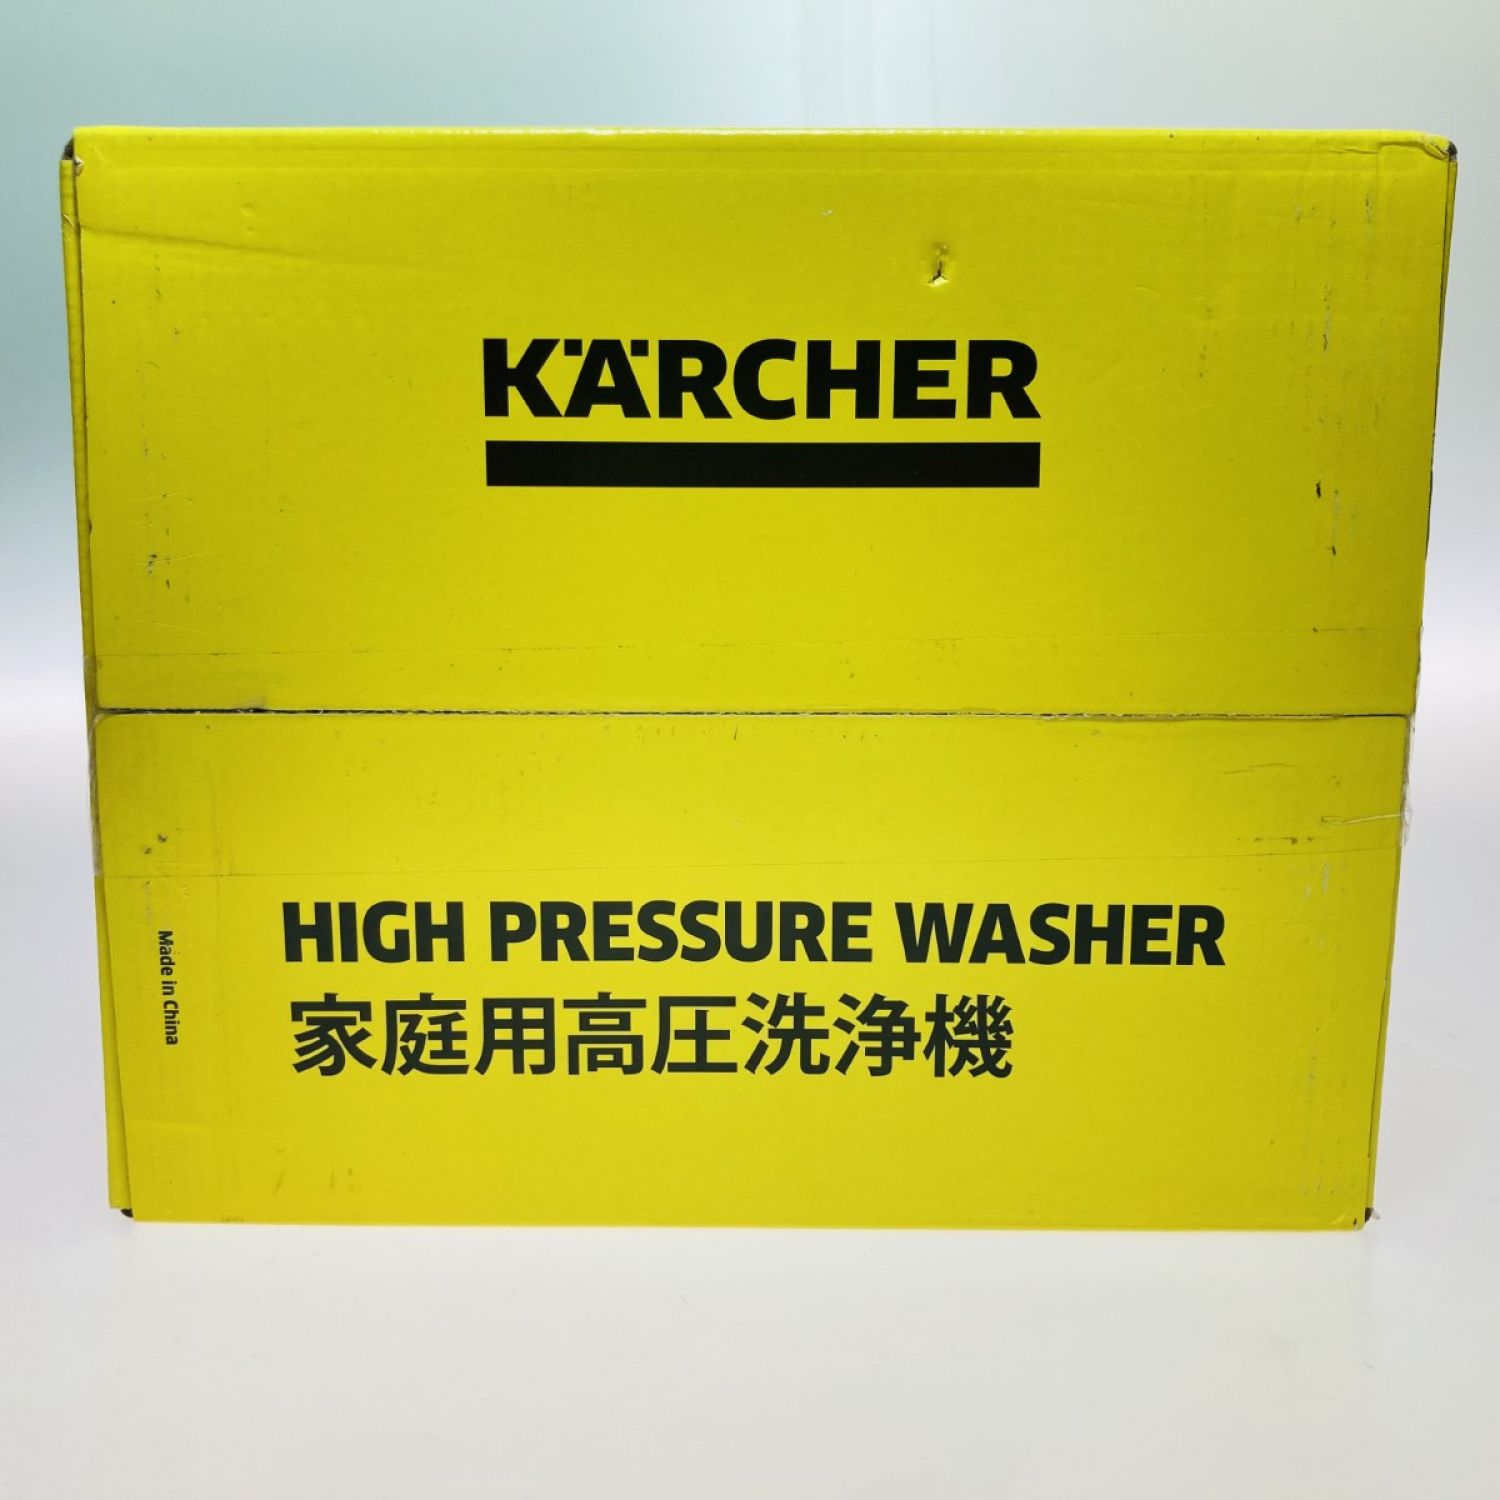 KÄRCHER
HIGH PRESSURE WASHER
家庭用高圧洗浄機
Made in China